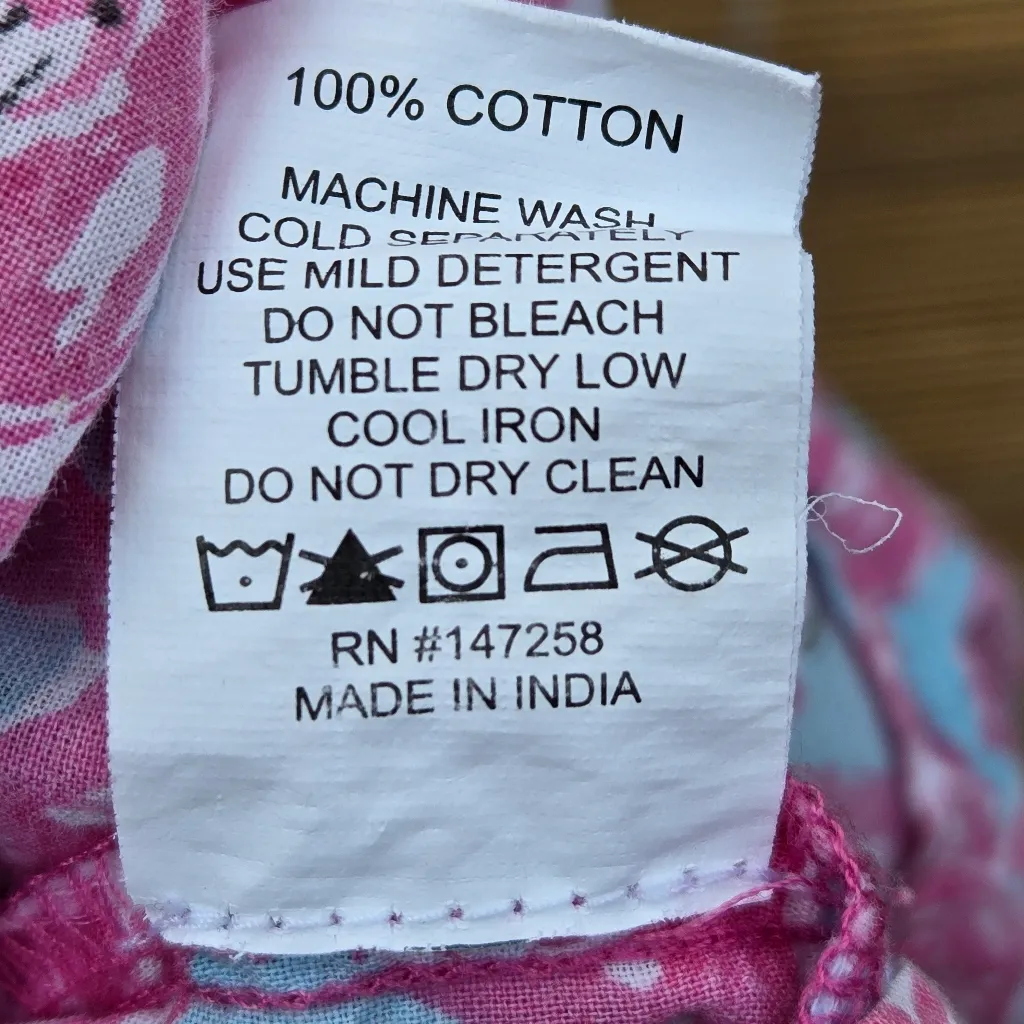 100% COTTON
MACHINE WASH
COLD SEPARATELY
USE MILD DETERGENT
DO NOT BLEACH
TUMBLE DRY LOW
COOL IRON
DO NOT DRY CLEAN
RN #147258
MADE IN INDIA